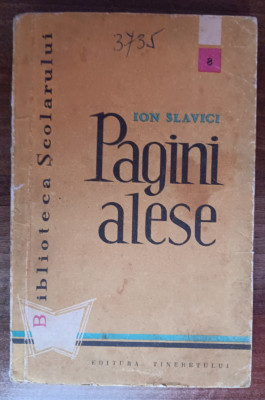 3735
8
ION SLAVICI
Pagini
alese
Biblioteca Școlarului
EDITURA TINERETULUI